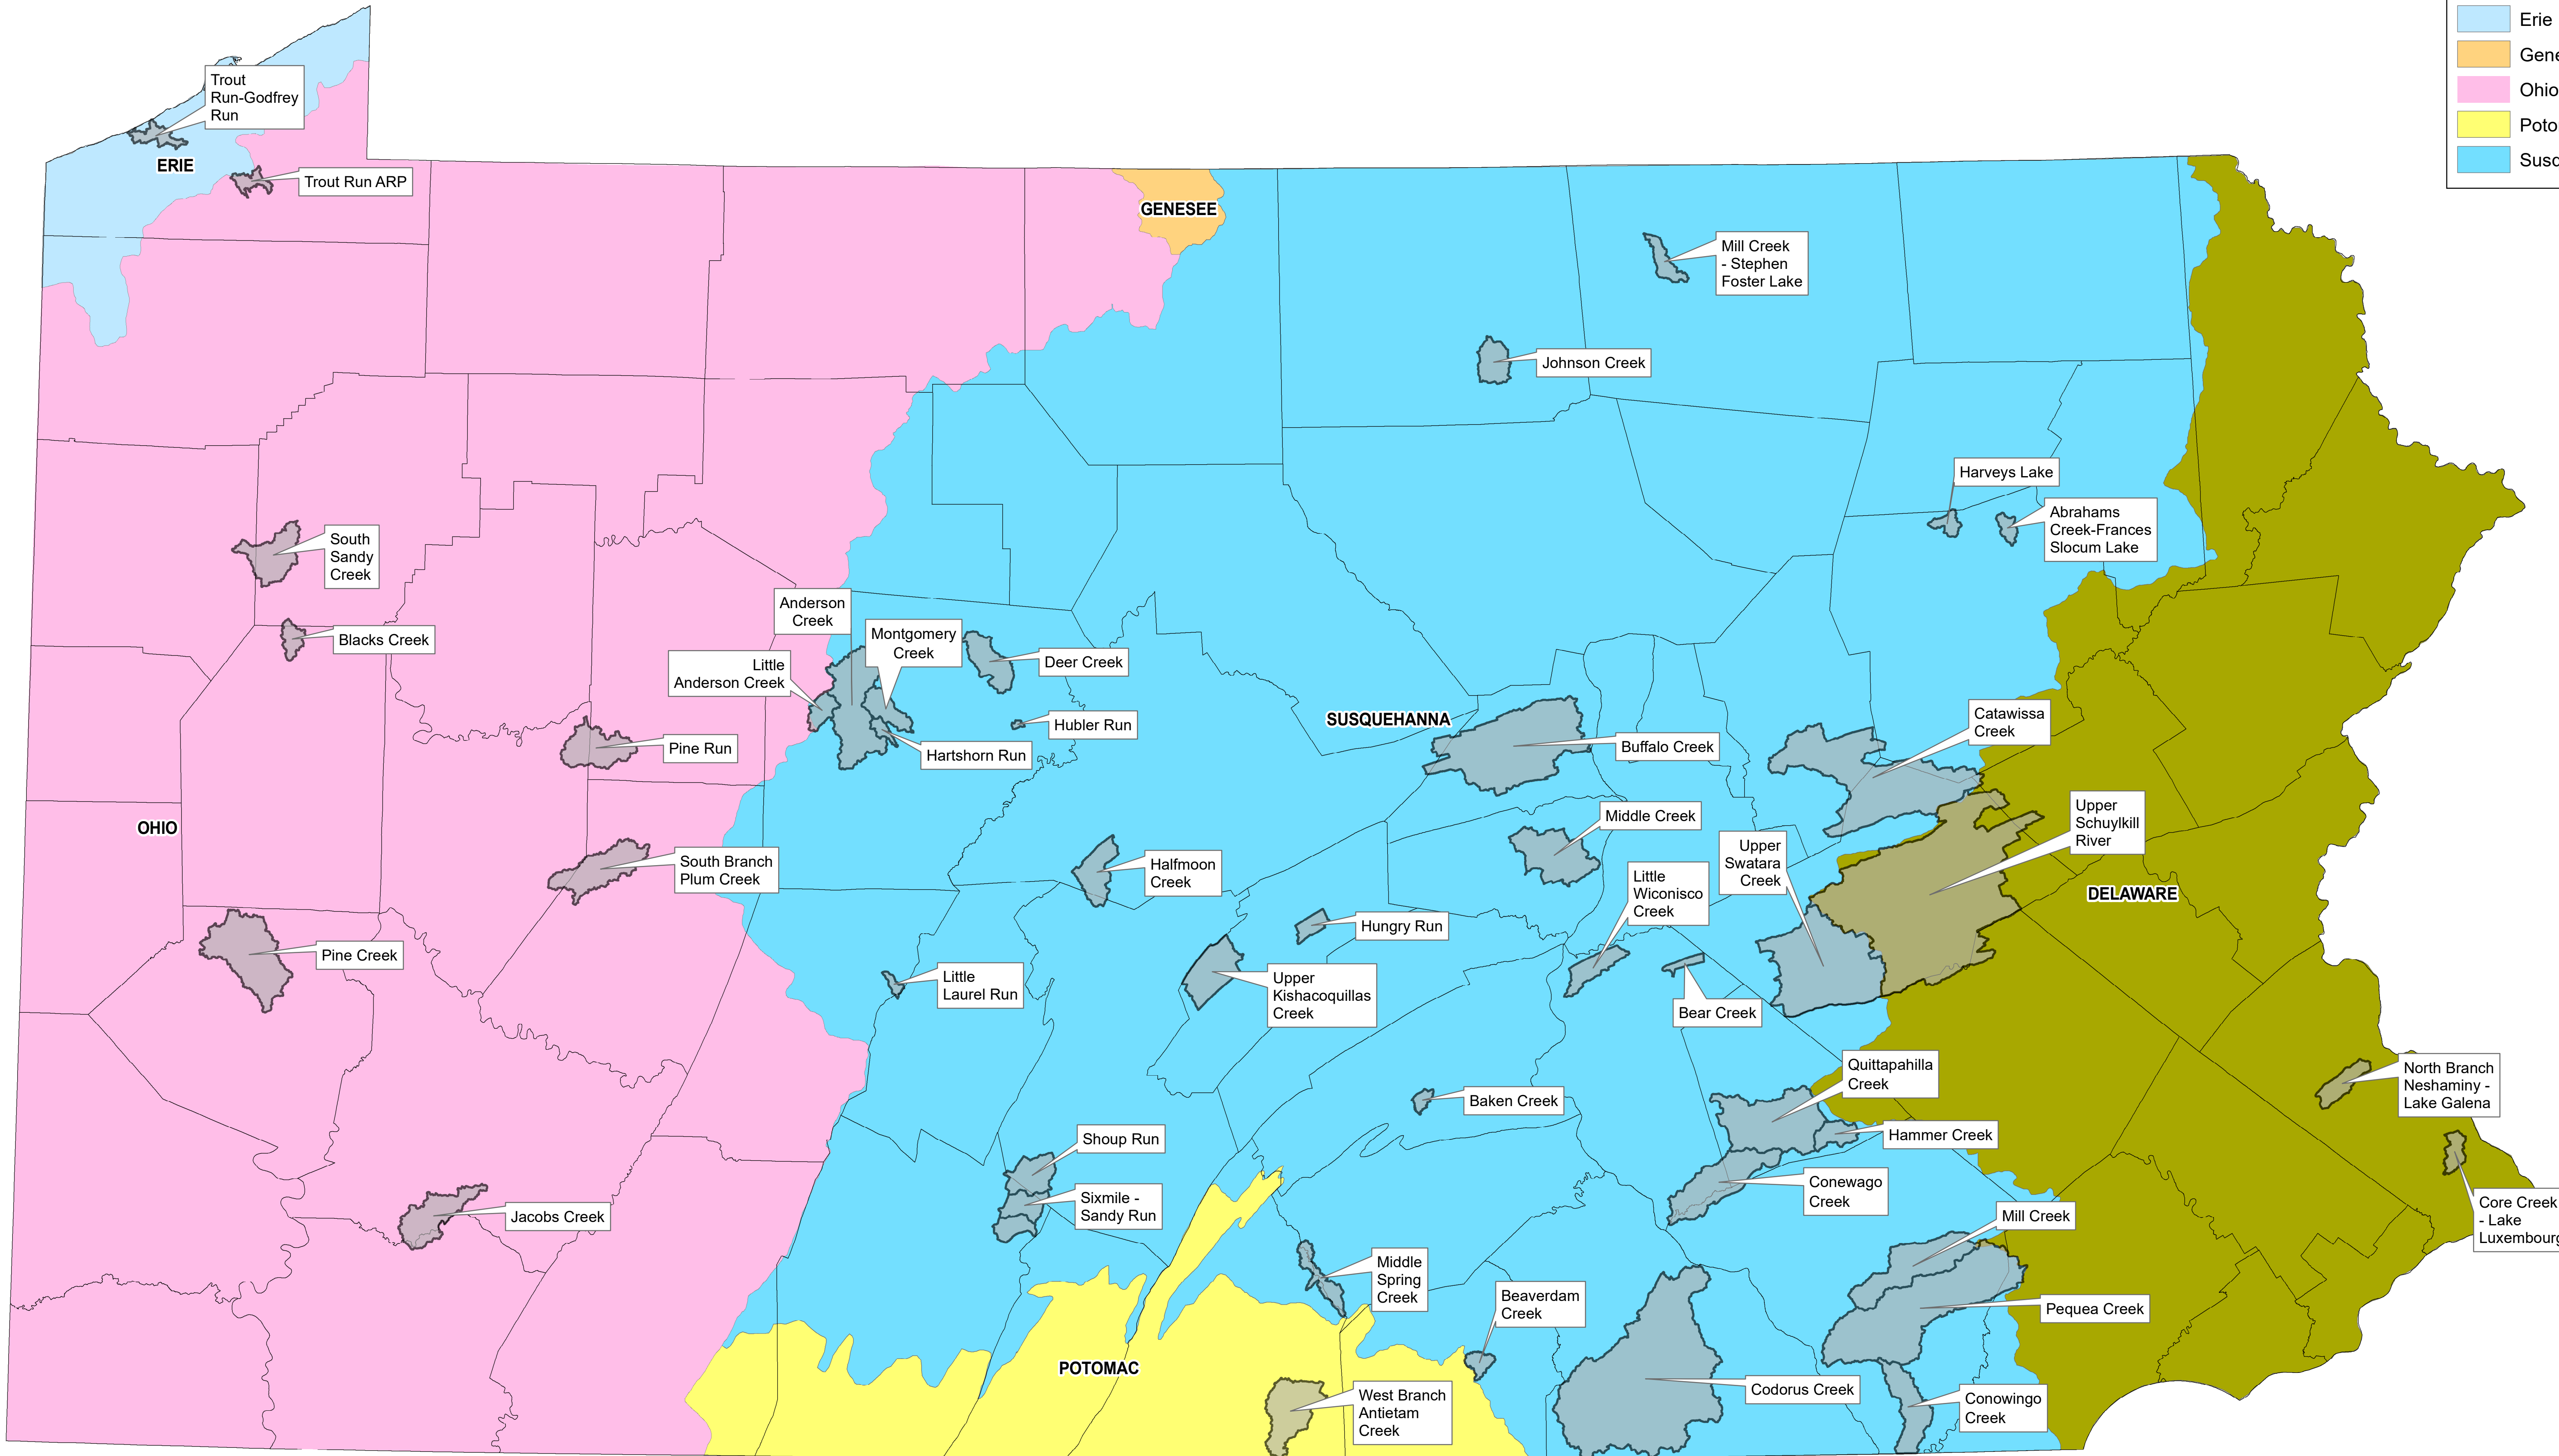 Erie
Ohio
Trout
Run-Godfrey
Run
ERIE
Trout Run ARP
GENESEE
Mill Creek
- Stephen
Foster Lake
Johnson Creek
Harveys Lake
Abrahams
Creek-Frances
Slocum Lake
South
Sandy
Creek
Blacks Creek
Anderson
Creek
Montgomery
Creek
Little
Anderson Creek
Deer Creek
Hubler Run
Hartshorn Run
Pine Run
SUSQUEHANNA
Buffalo Creek
Catawissa
Creek
OHIO
Middle Creek
Upper
Schuylkill
River
Upper
Swatara
Creek
South Branch
Plum Creek
Halfmoon
Creek
Little
Wiconisco
Creek
DELAWARE
Hungry Run
Pine Creek
Little
Laurel Run
Upper
Kishacoquillas
Creek
Bear Creek
Quittapahilla
Creek
North Branch
Neshaminy -
Lake Galena
Baken Creek
Hammer Creek
Shoup Run
Sixmile -
Sandy Run
Conewago
Creek
Jacobs Creek
Mill Creek
Core Creek
- Lake
Middle
Spring
Creek
Beaverdam
Creek
Pequea Creek
POTOMAC
West Branch
Antietam
Creek
Codorus Creek
Conowingo
Creek